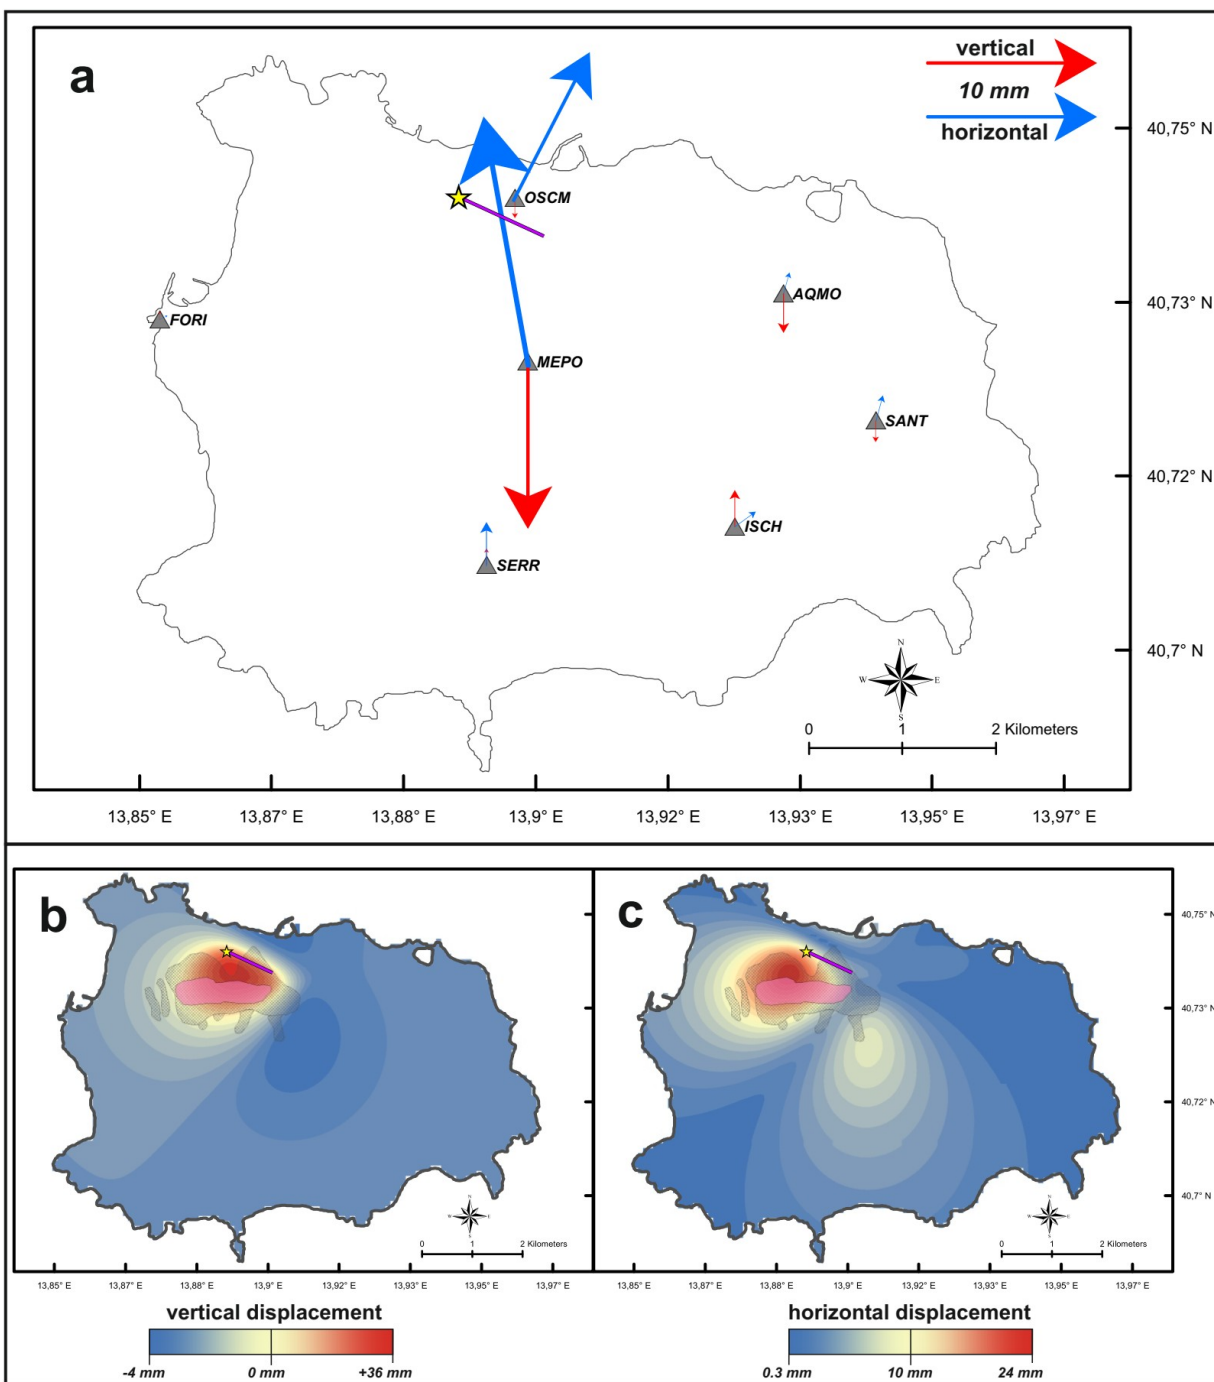 a
vertical
10 mm
horizontal
40,75° N
OSCM
AQMO
40,73° N
FORI
MEPO
SANT
40,72° N
ISCH
SERR
N
W E
S
40,7° N
0 1 2 Kilometers
13,85° E 13,87° E 13,88° E 13,9° E 13,92° E 13,93° E 13,95° E 13,97° E
b
N
W E
S
0 1 2 Kilometers
13,85° E 13,87° E 13,88° E 13,9° E 13,92° E 13,93° E 13,95° E 13,97° E
vertical displacement
-4 mm 0 mm +36 mm
c
40,75° N
40,73° N
40,72° N
40,7° N
N
W E
S
0 1 2 Kilometers
13,85° E 13,87° E 13,88° E 13,9° E 13,92° E 13,93° E 13,95° E 13,97° E
horizontal displacement
0.3 mm 10 mm 24 mm